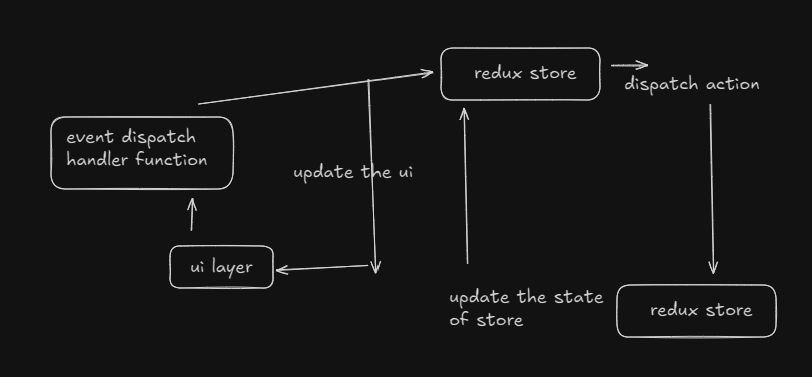 redux store
dispatch action
event dispatch
handler function
update the ui
ui layer
update the state
of store
redux store